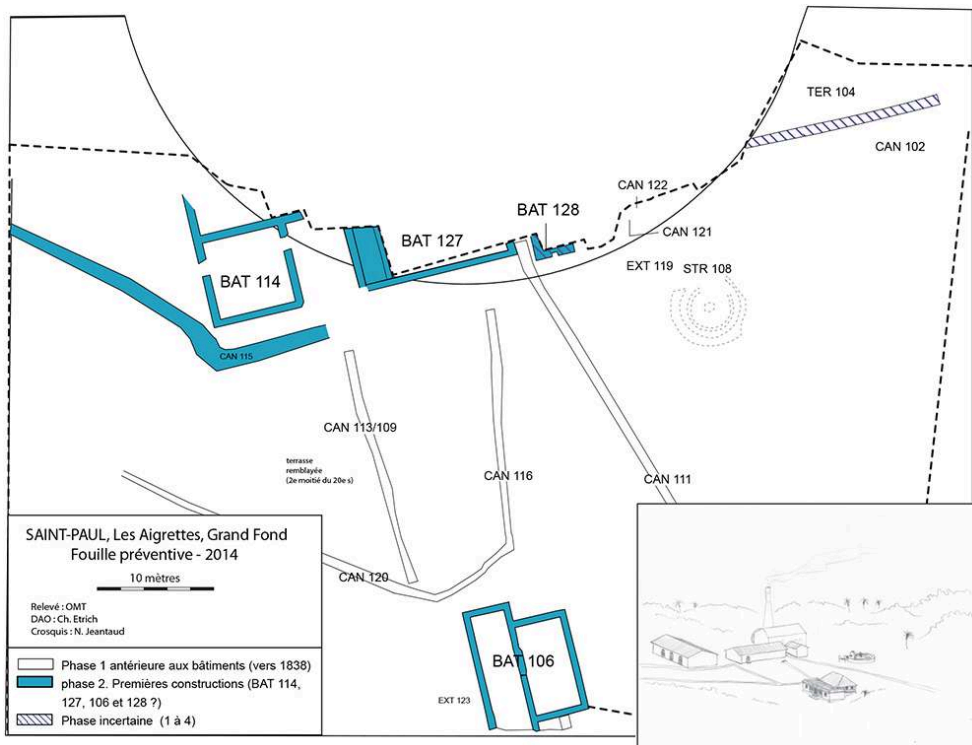 TER 104
CAN 102
CAN 122
BAT 128
CAN 121
BAT 127
EXT 119
STR 108
BAT 114
CAN 115
CAN 113/109
terrasse
remblayée
(2e moitié du 20e s)
CAN 116
CAN 111
SAINT-PAUL, Les Aigrettes, Grand Fond
Fouille préventive - 2014
10 mètres
Relevé : OMT
DAO : Ch. Etrich
Croquis : N. Jeantaud
CAN 120
BAT 106
EXT 123
Phase 1 antérieure aux bâtiments (vers 1838)
phase 2. Premières constructions (BAT 114,
127, 106 et 128 ?)
Phase incertaine (1 à 4)